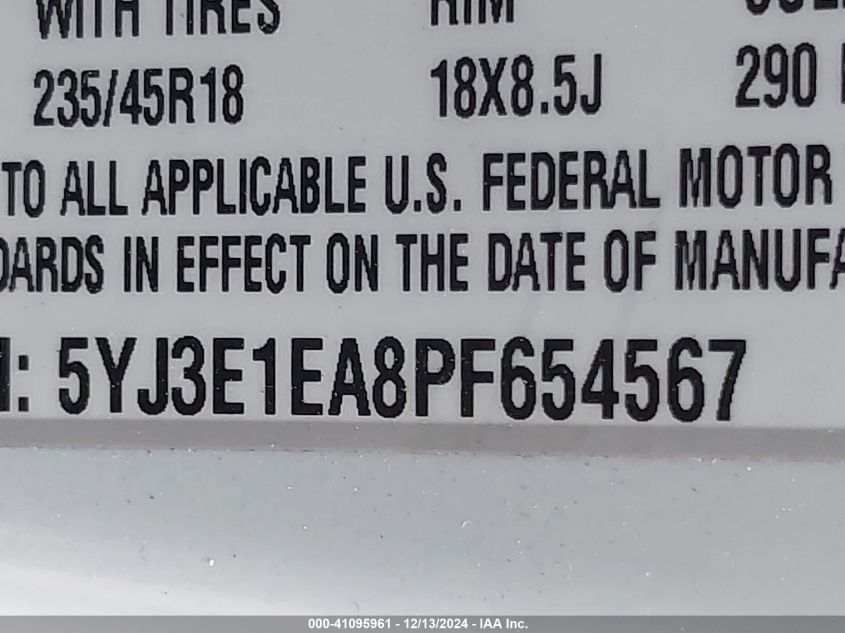 WITH TIRES RIM
235/45R18 18X8.5J 290
TO ALL APPLICABLE U.S. FEDERAL MOTOR
DARDS IN EFFECT ON THE DATE OF MANUFA
: 5YJ3E1EA8PF654567
000-41095961 - 12/13/2024 - IAA Inc.